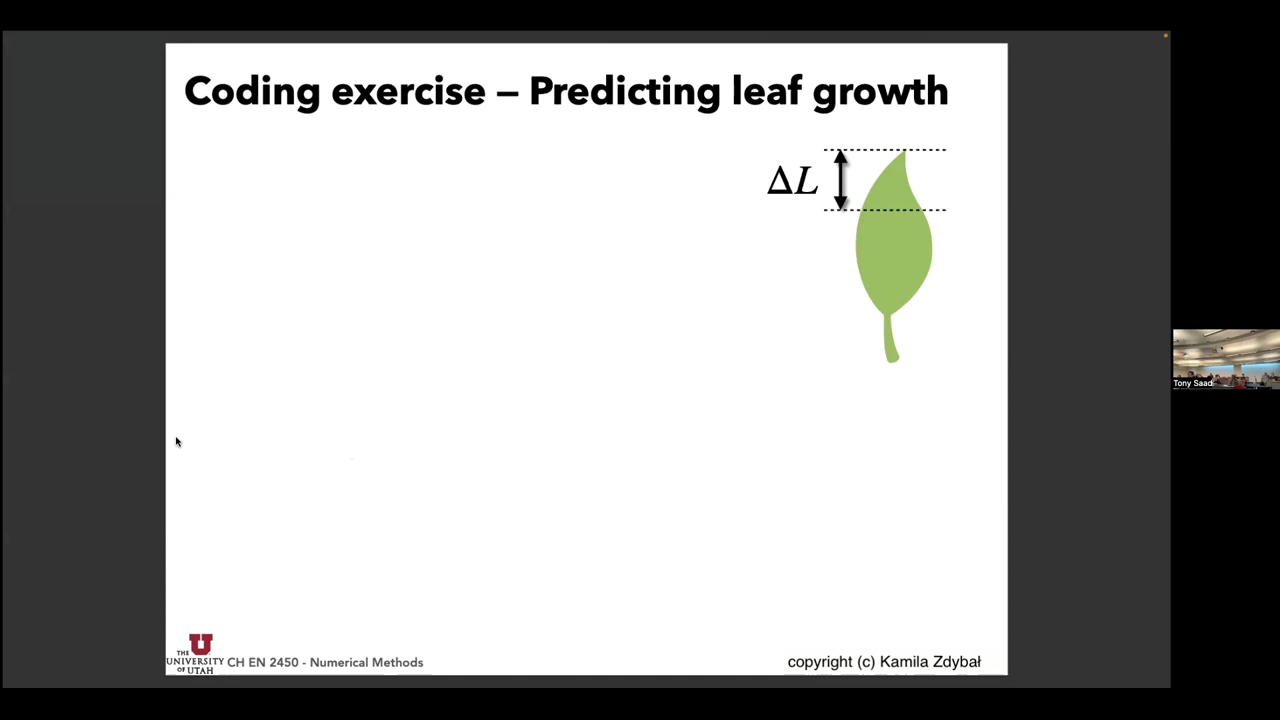 Coding exercise – Predicting leaf growth
ΔL
Tony Saad
THE
UNIVERSITY
OF UTAH
CH EN 2450 - Numerical Methods
copyright (c) Kamila Zdybał